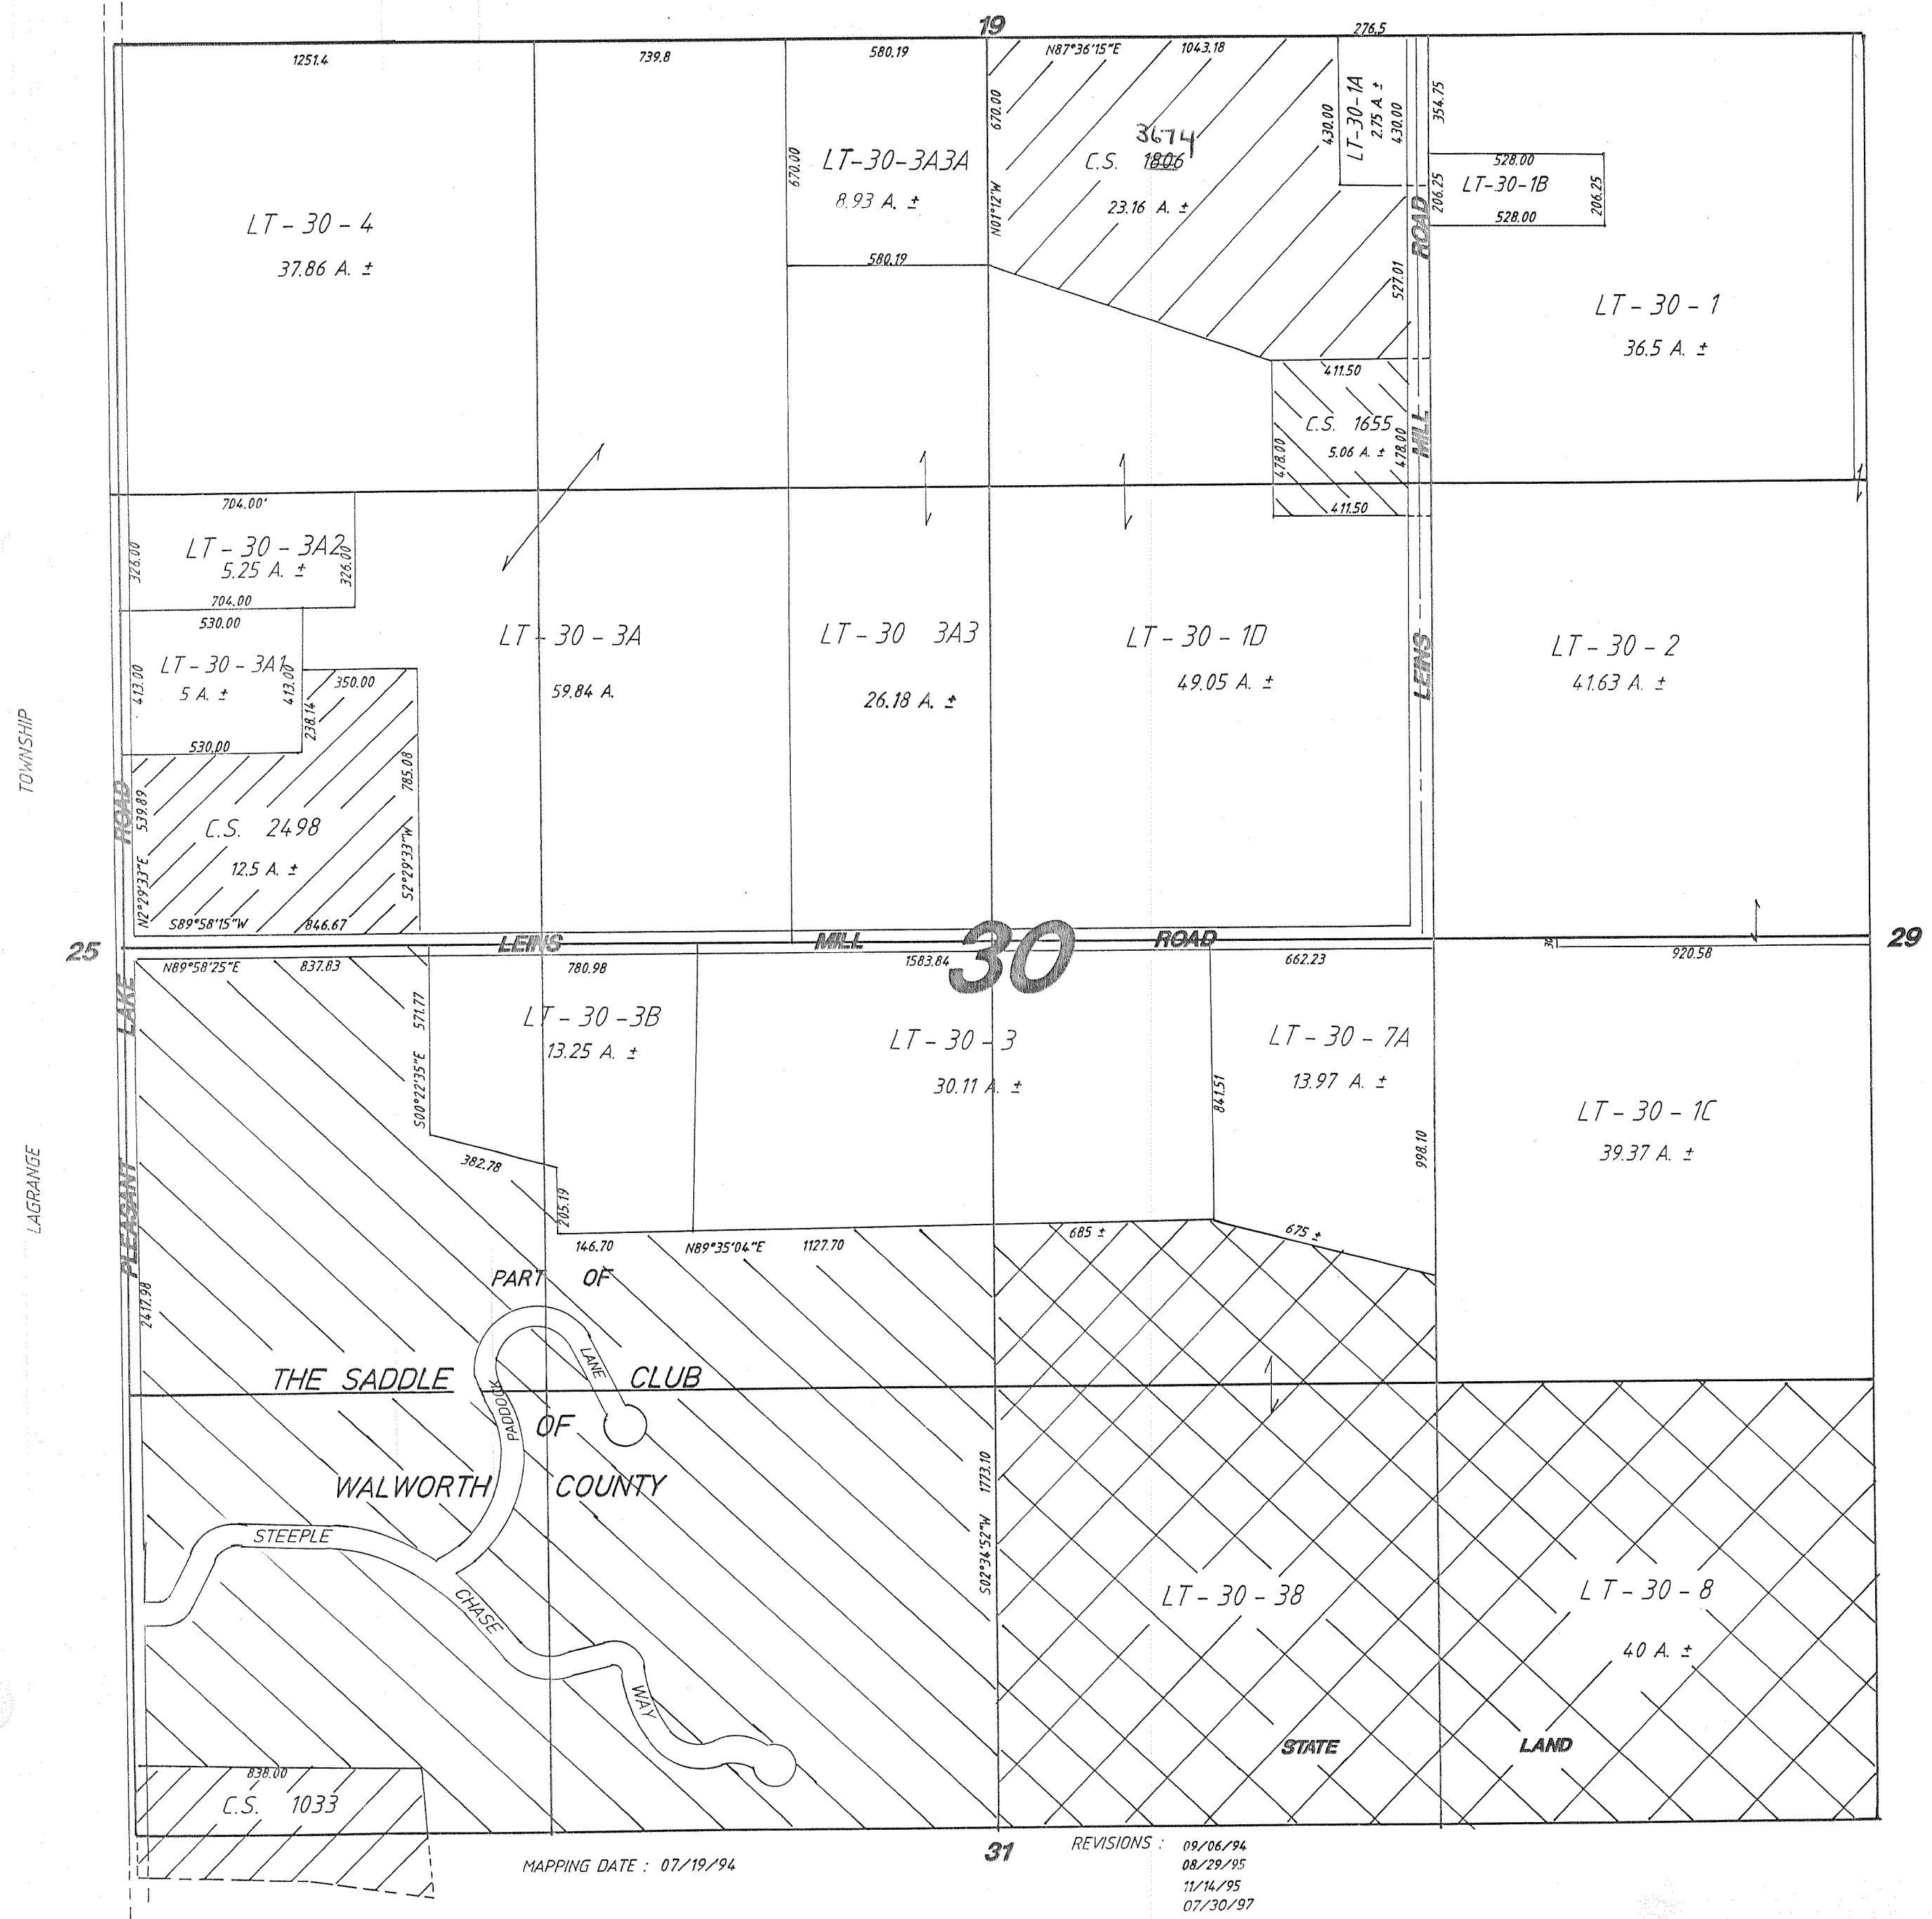 19
1251.4
739.8
580.19
N87°36'15"E
1043.18
276.5
LT-30-4
37.86 A. ±
670.00
LT-30-3A3A
8.93 A. ±
580.19
670.00
N01°12'W
3674
C.S. 1806
23.16 A. ±
430.00
LT-30-1A
2.75 A. ±
430.00
354.75
528.00
LT-30-1B
206.25
206.25
528.00
527.01
ROAD
LT-30-1
36.5 A. ±
411.50
C.S. 1655
5.06 A. ±
478.00
478.00
411.50
MILL
704.00'
LT-30-3A2
5.25 A. ±
326.00
326.00
704.00
530.00
LT-30-3A1
5 A. ±
413.00
413.00
530.00
350.00
238.14
LT-30-3A
59.84 A.
LT-30 3A3
26.18 A. ±
LT-30-1D
49.05 A. ±
LEINS
LT-30-2
41.63 A. ±
TOWNSHIP
ROAD
539.89
N2°29'33"E
C.S. 2498
12.5 A. ±
785.08
S2°29'33"W
S89°58'15"W
846.67
25
LEINS MILL ROAD
30
30
29
N89°58'25"E
837.83
780.98
1583.84
662.23
920.58
LAKE
PLEASANT
LAGRANGE
2417.98
571.77
S00°22'35"E
LT-30-3B
13.25 A. ±
LT-30-3
30.11 A. ±
841.51
LT-30-7A
13.97 A. ±
998.10
LT-30-1C
39.37 A. ±
382.78
205.19
146.70
N89°35'04"E
1127.70
685 ±
675 ±
PART OF
THE SADDLE CLUB
OF
WALWORTH COUNTY
LANE
PADDOCK
STEEPLE
CHASE
WAY
1773.10
S02°34'52"W
LT-30-38
LT-30-8
40 A. ±
STATE LAND
838.00
C.S. 1033
31
MAPPING DATE : 07/19/94
REVISIONS : 09/06/94
08/29/95
11/14/95
07/30/97